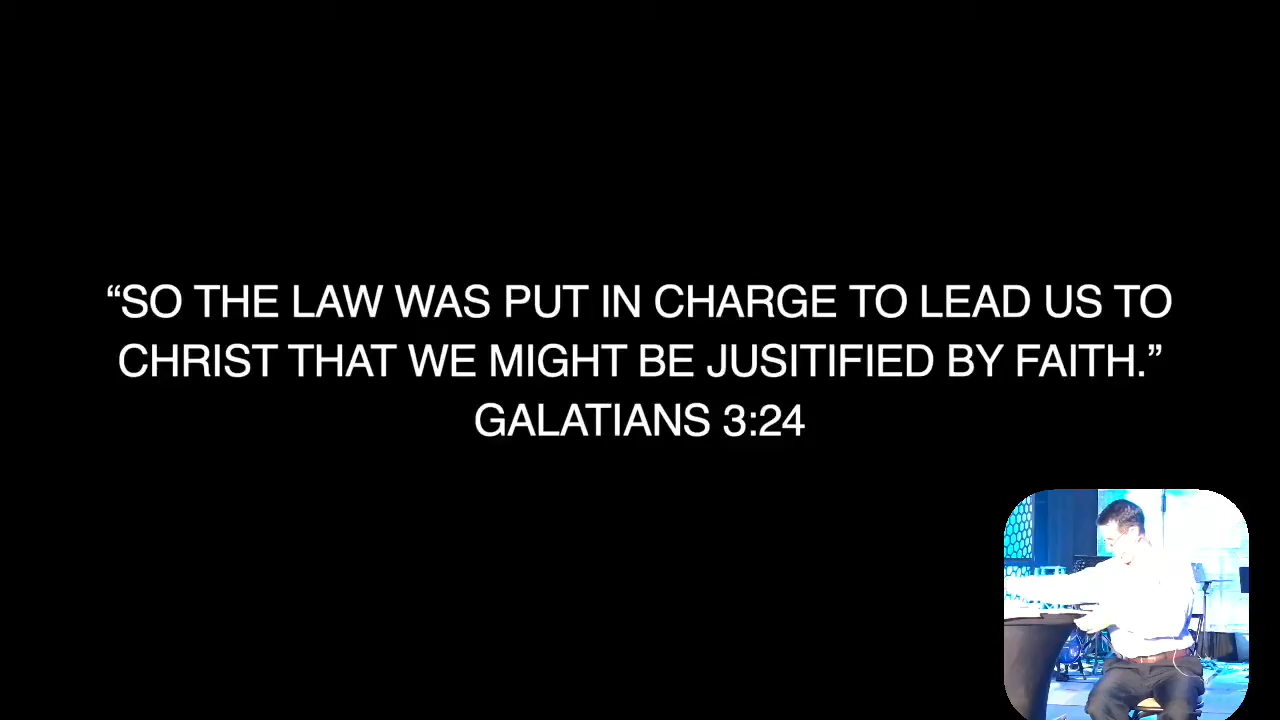 “SO THE LAW WAS PUT IN CHARGE TO LEAD US TO
CHRIST THAT WE MIGHT BE JUSITIFIED BY FAITH.”
GALATIANS 3:24